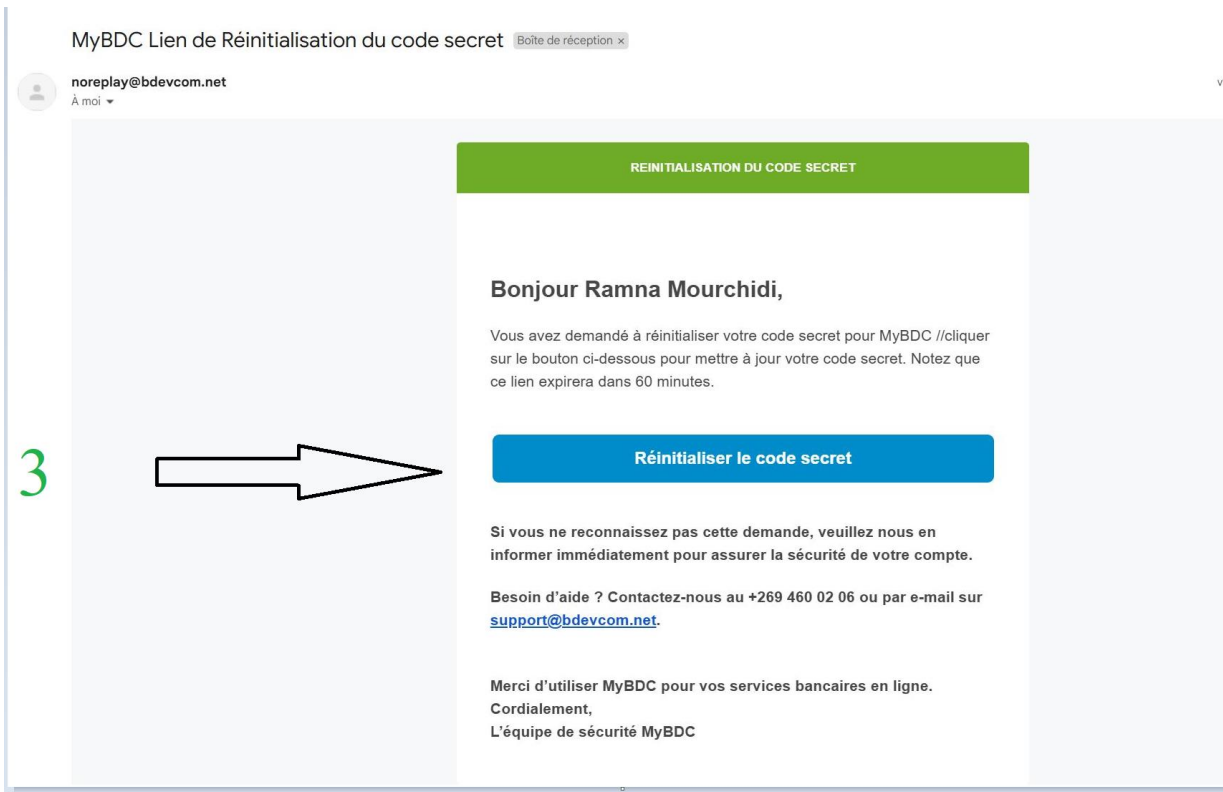 MyBDC Lien de Réinitialisation du code secret Boîte de réception ×
noreplay@bdevcom.net
À moi
REINITIALISATION DU CODE SECRET
Bonjour Ramna Mourchidi,
Vous avez demandé à réinitialiser votre code secret pour MyBDC //cliquer
sur le bouton ci-dessous pour mettre à jour votre code secret. Notez que
ce lien expirera dans 60 minutes.
3
Réinitialiser le code secret
Si vous ne reconnaissez pas cette demande, veuillez nous en
informer immédiatement pour assurer la sécurité de votre compte.
Besoin d’aide ? Contactez-nous au +269 460 02 06 ou par e-mail sur
support@bdevcom.net.
Merci d’utiliser MyBDC pour vos services bancaires en ligne.
Cordialement,
L’équipe de sécurité MyBDC